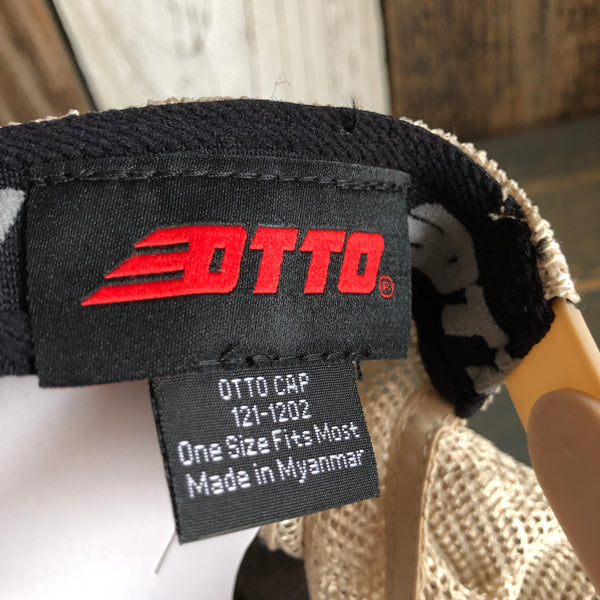 OTTO®
OTTO CAP
121-1202
One Size Fits Most
Made in Myanmar